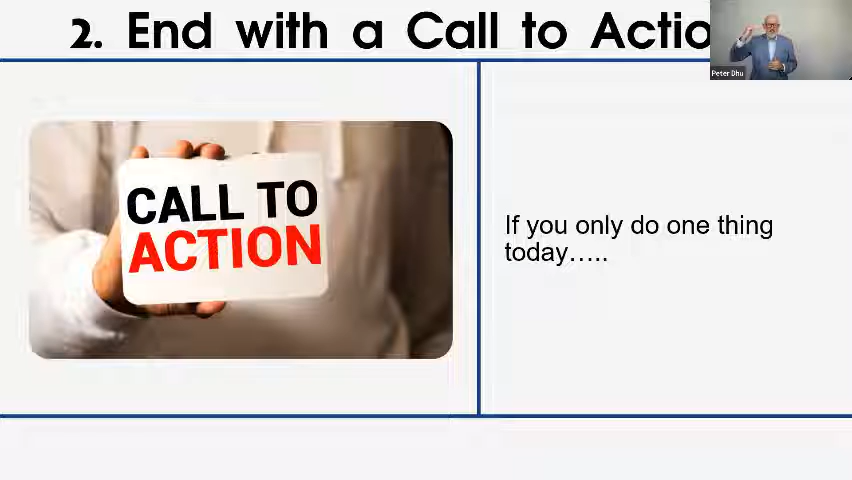 2. End with a Call to Actio
Peter Dhu
CALL TO
ACTION
If you only do one thing
today.....